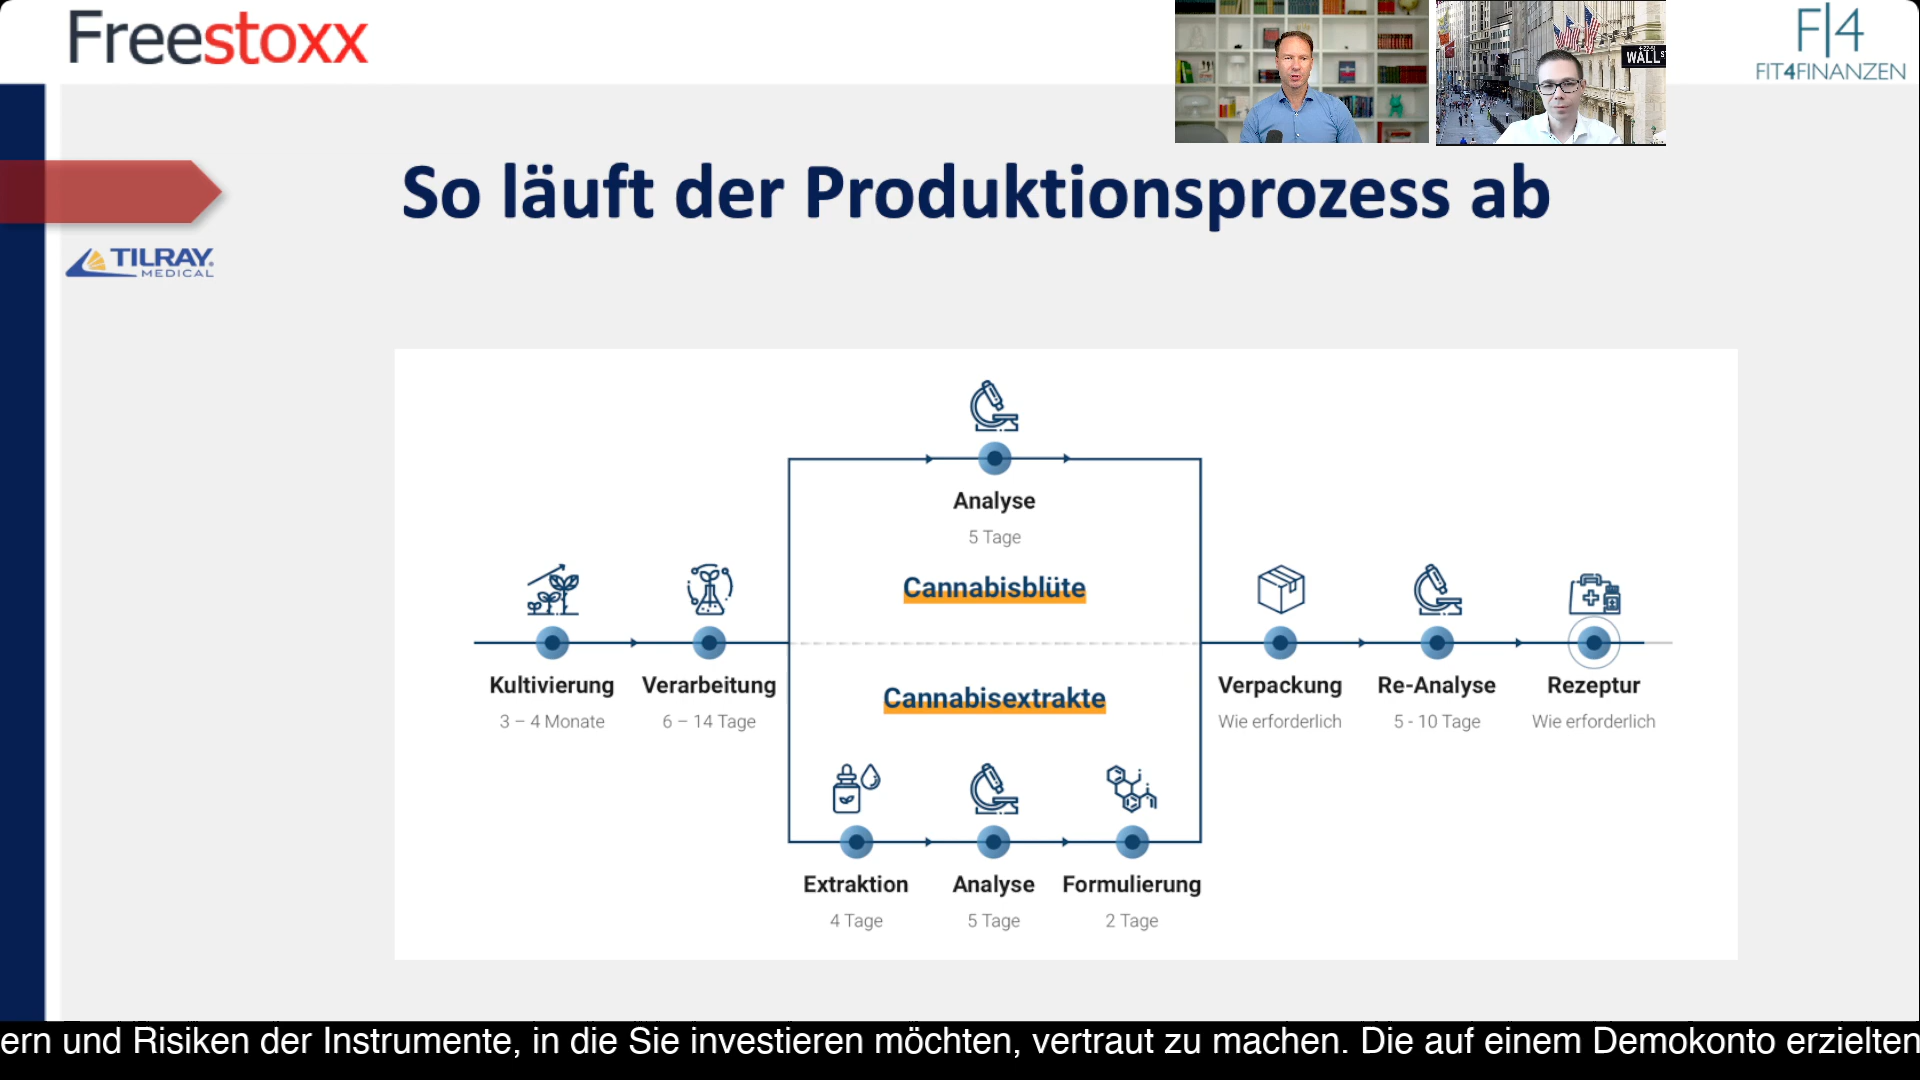 Freestoxx
WALL ST
F|4
FIT4FINANZEN
So läuft der Produktionsprozess ab
TILRAY
MEDICAL
Analyse
5 Tage
Cannabisblüte
Kultivierung
3 – 4 Monate
Verarbeitung
6 – 14 Tage
Cannabisextrakte
Verpackung
Wie erforderlich
Re-Analyse
5 - 10 Tage
Rezeptur
Wie erforderlich
Extraktion
4 Tage
Analyse
5 Tage
Formulierung
2 Tage
ern und Risiken der Instrumente, in die Sie investieren möchten, vertraut zu machen. Die auf einem Demokonto erzielten